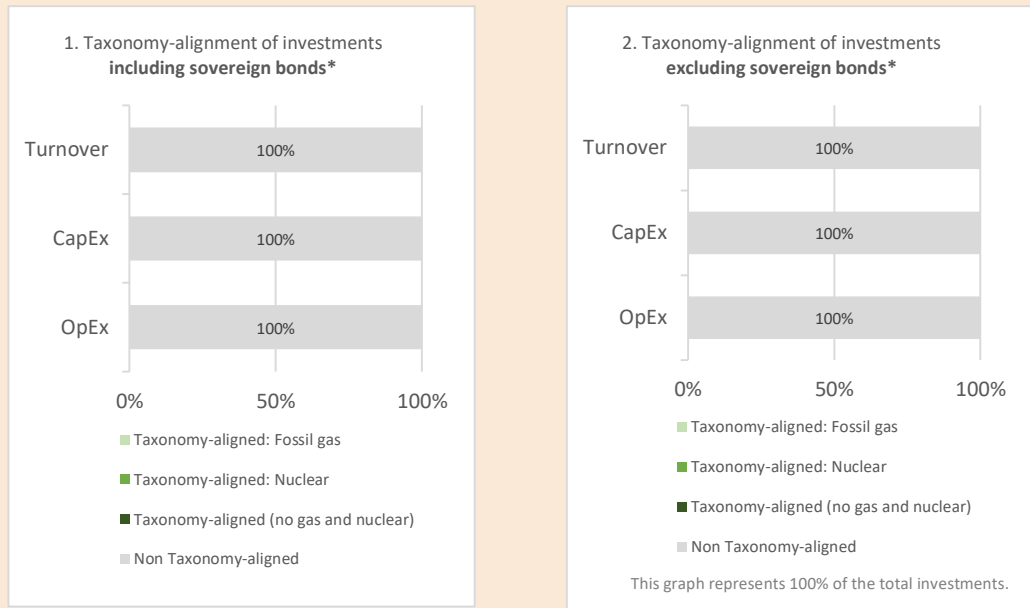 1. Taxonomy-alignment of investments
including sovereign bonds*
Turnover
100%
CapEx
100%
OpEx
100%
0%
50%
100%
Taxonomy-aligned: Fossil gas
Taxonomy-aligned: Nuclear
Taxonomy-aligned (no gas and nuclear)
Non Taxonomy-aligned
2. Taxonomy-alignment of investments
excluding sovereign bonds*
Turnover
100%
CapEx
100%
OpEx
100%
0%
50%
100%
Taxonomy-aligned: Fossil gas
Taxonomy-aligned: Nuclear
Taxonomy-aligned (no gas and nuclear)
Non Taxonomy-aligned
This graph represents 100% of the total investments.